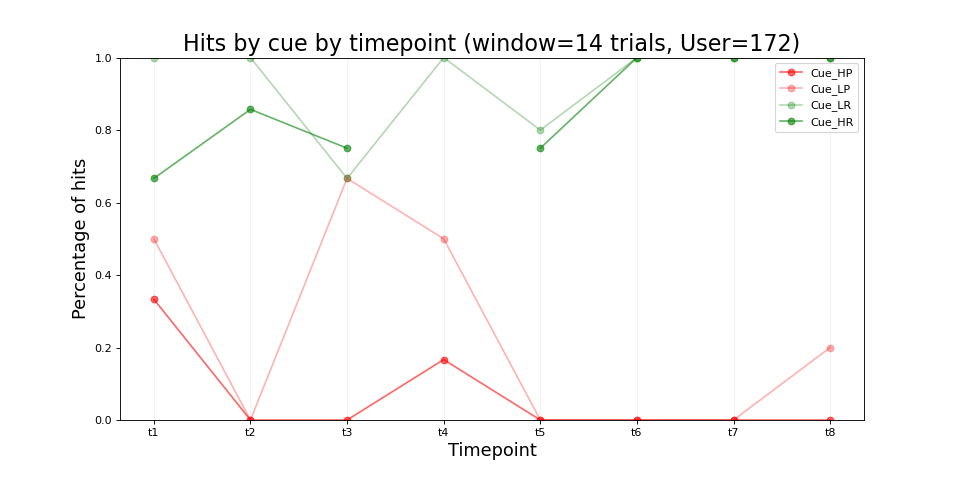 Hits by cue by timepoint (window=14 trials, User=172)
Percentage of hits
1.0
0.8
0.6
0.4
0.2
0.0
Cue_HP
Cue_LP
Cue_LR
Cue_HR
t1 t2 t3 t4 t5 t6 t7 t8
Timepoint